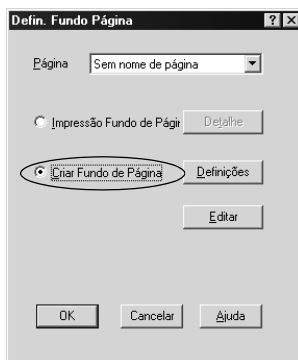 Defin. Fundo Página
Página Sem nome de página
Impressão Fundo de Págir Detalhe
Criar Fundo de Página Definições
Editar
OK Cancelar Ajuda